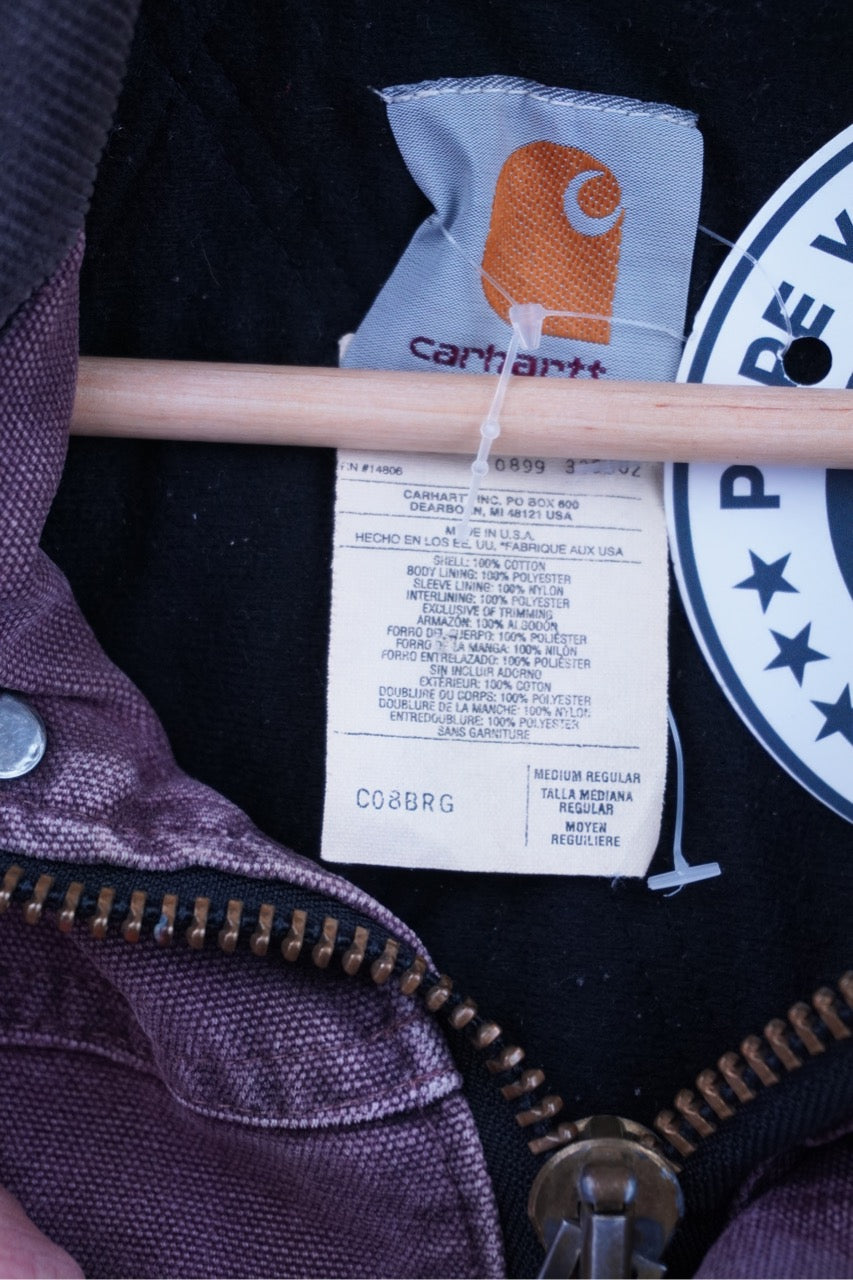 carhartt
RN #14806 0899
CARHARTT, INC. PO BOX 600
DEARBORN, MI 48121 USA
MADE IN U.S.A.
HECHO EN LOS EE. UU. *FABRIQUE AUX USA
SHELL: 100% COTTON
BODY LINING: 100% POLYESTER
SLEEVE LINING: 100% NYLON
INTERLINING: 100% POLYESTER
EXCLUSIVE OF TRIMMING
ARMAZÓN: 100% ALGODÓN
FORRO DEL CUERPO: 100% POLIÉSTER
FORRO LA MANGA: 100% NILÓN
FORRO ENTRELAZADO: 100% POLIÉSTER
SIN INCLUIR ADORNO
EXTÉRIEUR: 100% COTON
DOUBLURE DU CORPS: 100% POLYESTER
DOUBLURE DE LA MANCHE: 100% NYLON
ENTREDOUBLURE: 100% POLYESTER
SANS GARNITURE
C08BRG
MEDIUM REGULAR
TALLA MEDIANA
REGULAR
MOYEN
REGULIERE